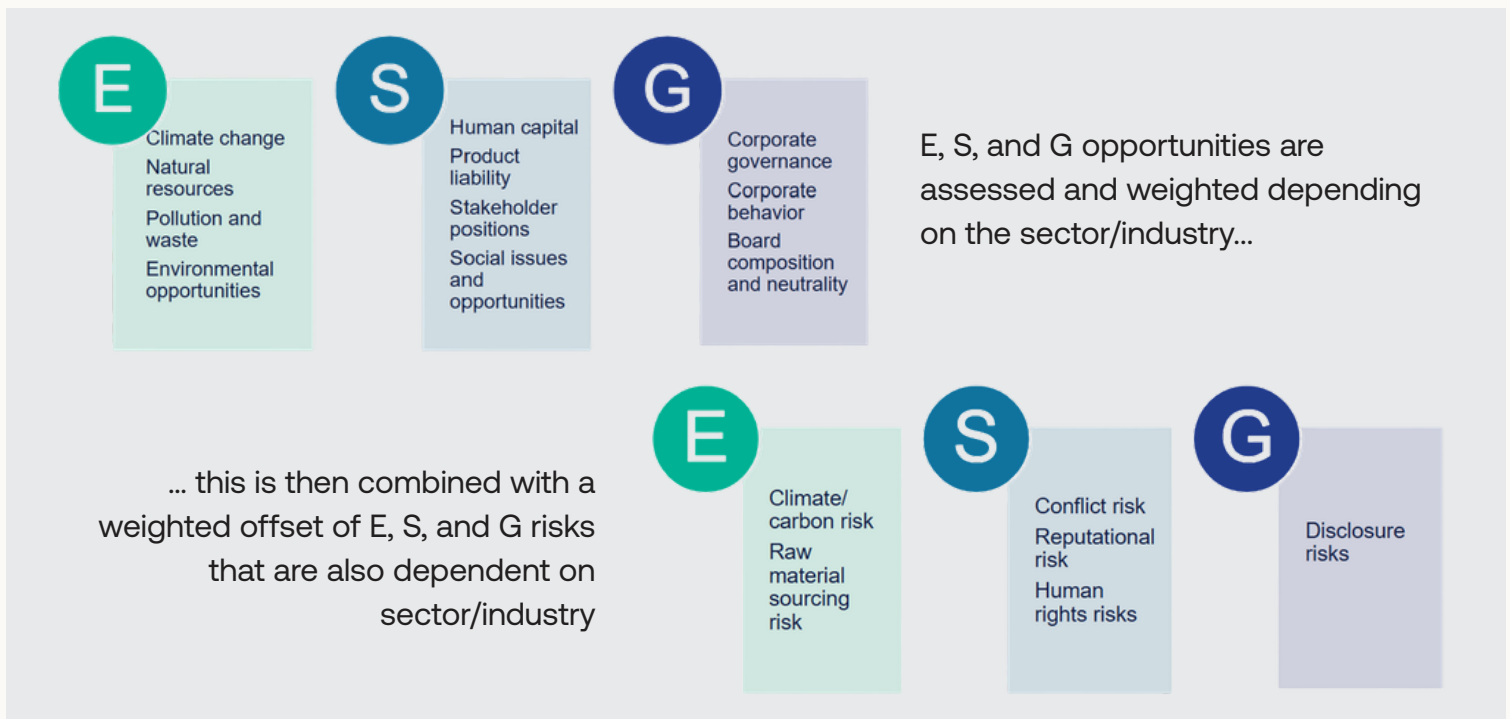 E
Climate change
Natural
resources
Pollution and
waste
Environmental
opportunities
S
Human capital
Product
liability
Stakeholder
positions
Social issues
and
opportunities
G
Corporate
governance
Corporate
behavior
Board
composition
and neutrality
E, S, and G opportunities are
assessed and weighted depending
on the sector/industry...
... this is then combined with a
weighted offset of E, S, and G risks
that are also dependent on
sector/industry
E
Climate/
carbon risk
Raw
material
sourcing
risk
S
Conflict risk
Reputational
risk
Human
rights risks
G
Disclosure
risks